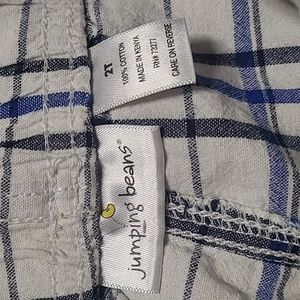 2T
100% COTTON
MADE IN KENYA
RN# 73277
CARE ON REVERSE
jumping beans®